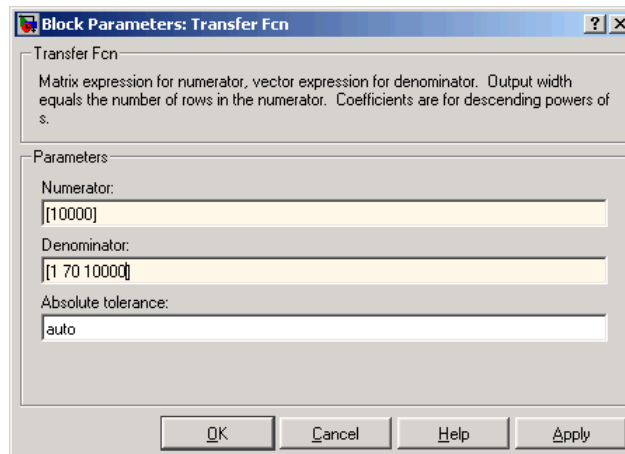 Block Parameters: Transfer Fcn
Transfer Fcn
Matrix expression for numerator, vector expression for denominator.  Output width
equals the number of rows in the numerator.  Coefficients are for descending powers of
s.
Parameters
Numerator:
[10000]
Denominator:
[1 70 10000]
Absolute tolerance:
auto
OK Cancel Help Apply